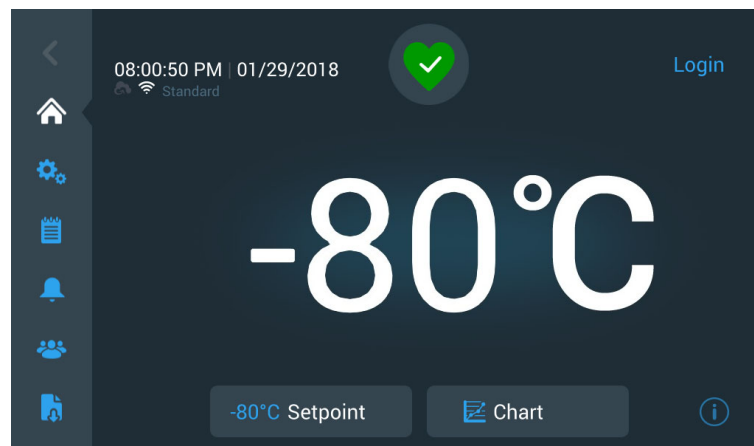 08:00:50 PM | 01/29/2018
Login
Standard
-80°C
-80°C Setpoint
Chart